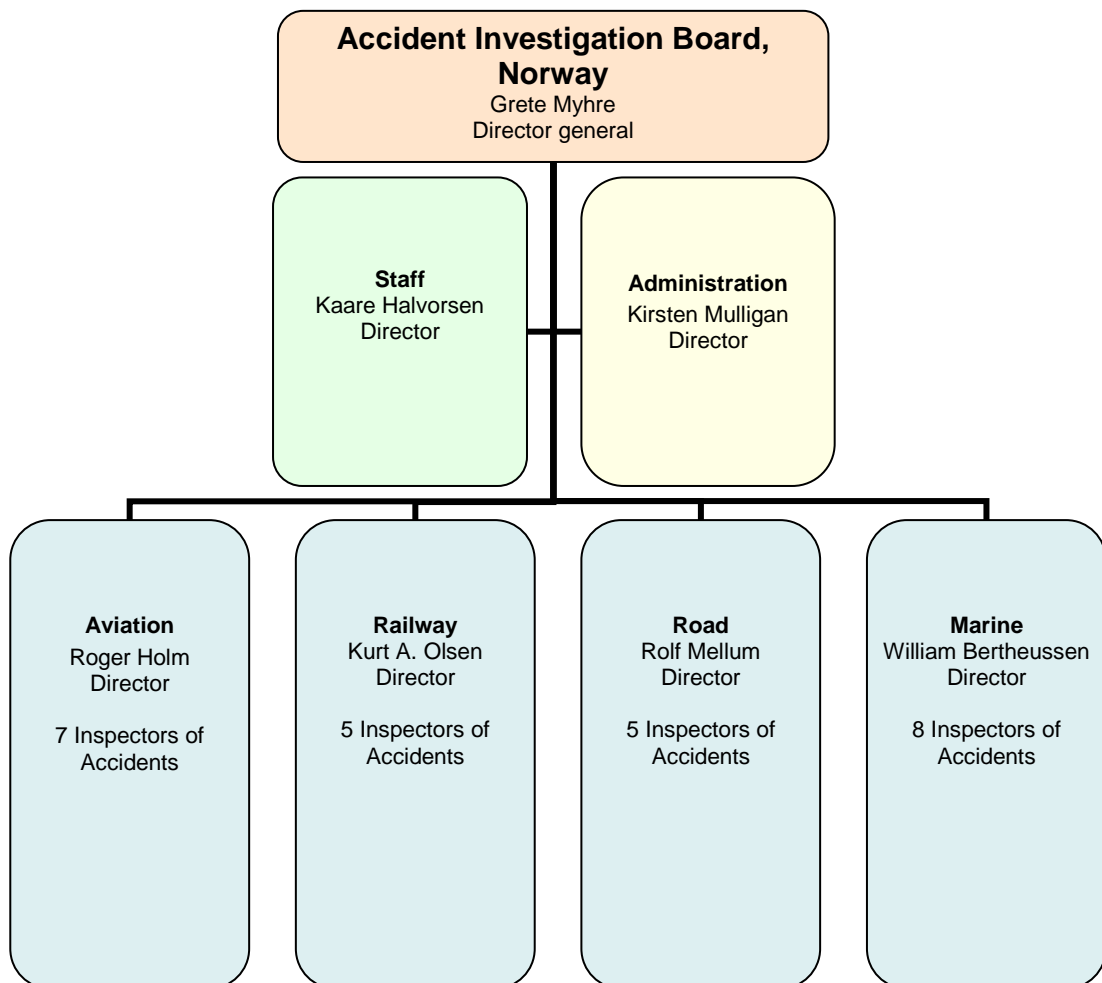 Accident Investigation Board,
Norway
Grete Myhre
Director general
Staff
Kaare Halvorsen
Director
Administration
Kirsten Mulligan
Director
Aviation
Roger Holm
Director
7 Inspectors of
Accidents
Railway
Kurt A. Olsen
Director
5 Inspectors of
Accidents
Road
Rolf Mellum
Director
5 Inspectors of
Accidents
Marine
William Bertheussen
Director
8 Inspectors of
Accidents